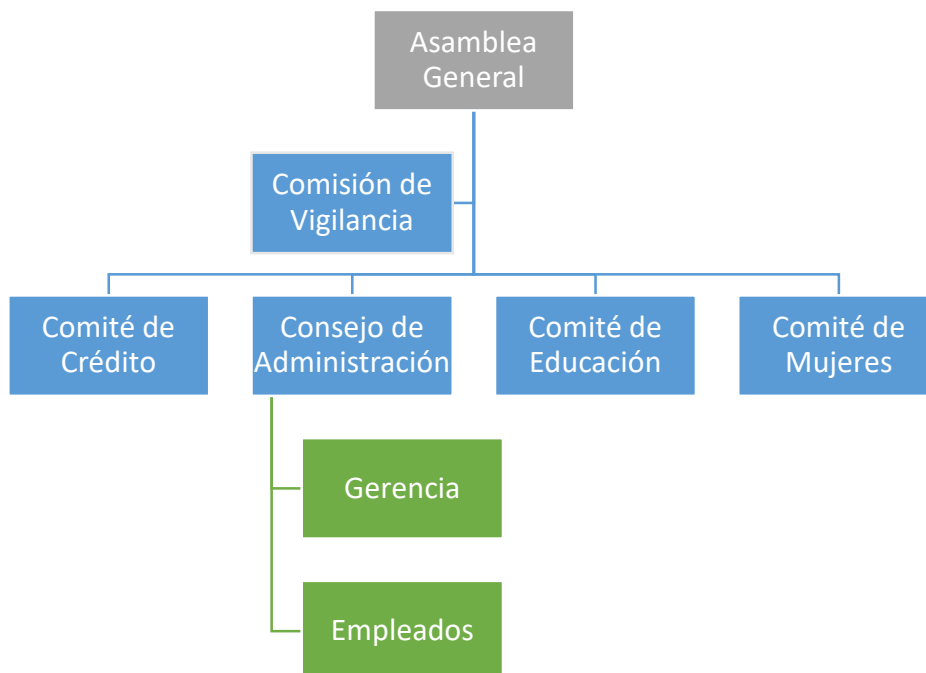 Asamblea
General
Comisión de
Vigilancia
Comité de
Crédito
Consejo de
Administración
Comité de
Educación
Comité de
Mujeres
Gerencia
Empleados